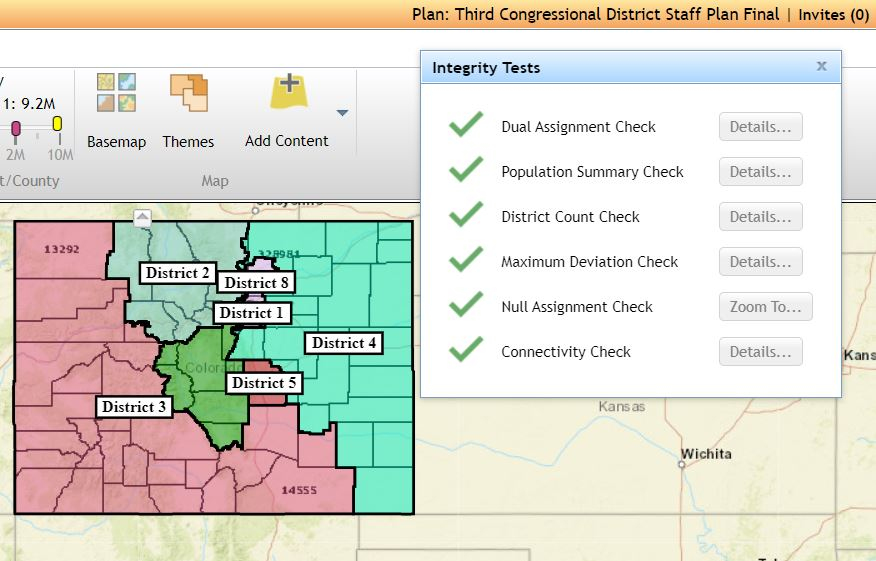 Plan: Third Congressional District Staff Plan Final | Invites (0)
Integrity Tests
x
1: 9.2M
2M
10M
t/County
Basemap
Themes
Add Content
Map
Dual Assignment Check
Details...
Population Summary Check
Details...
District Count Check
Details...
Maximum Deviation Check
Details...
Null Assignment Check
Zoom To...
Connectivity Check
Details...
13292
328981
District 2
District 8
District 1
District 4
Colorado
District 5
District 3
14555
Kans
Kansas
Wichita